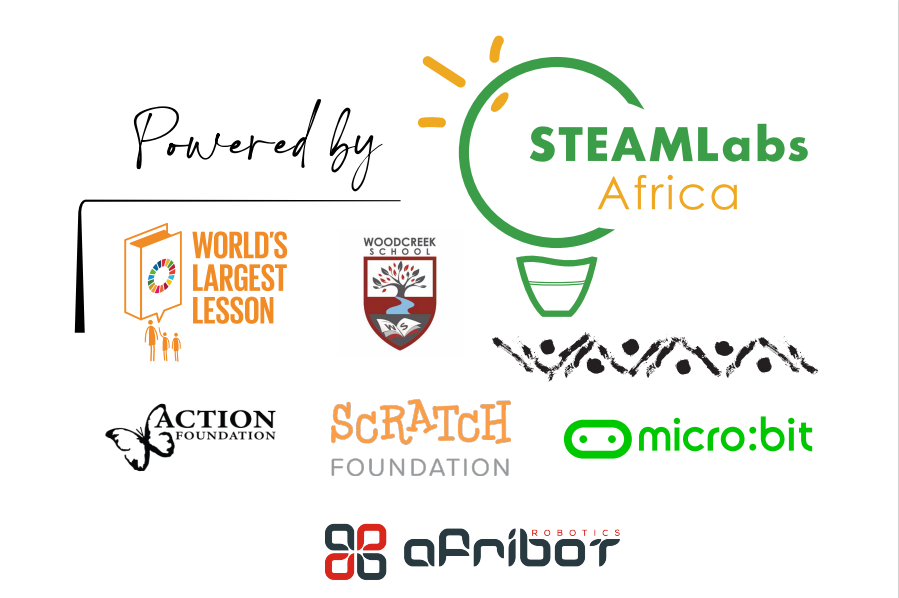 Powered by
STEAMLabs
Africa
WORLD'S
LARGEST
LESSON
WOODCREEK
SCHOOL
W S
ACTION
FOUNDATION
SCRATCH
FOUNDATION
micro:bit
ROBOTICS
afribot